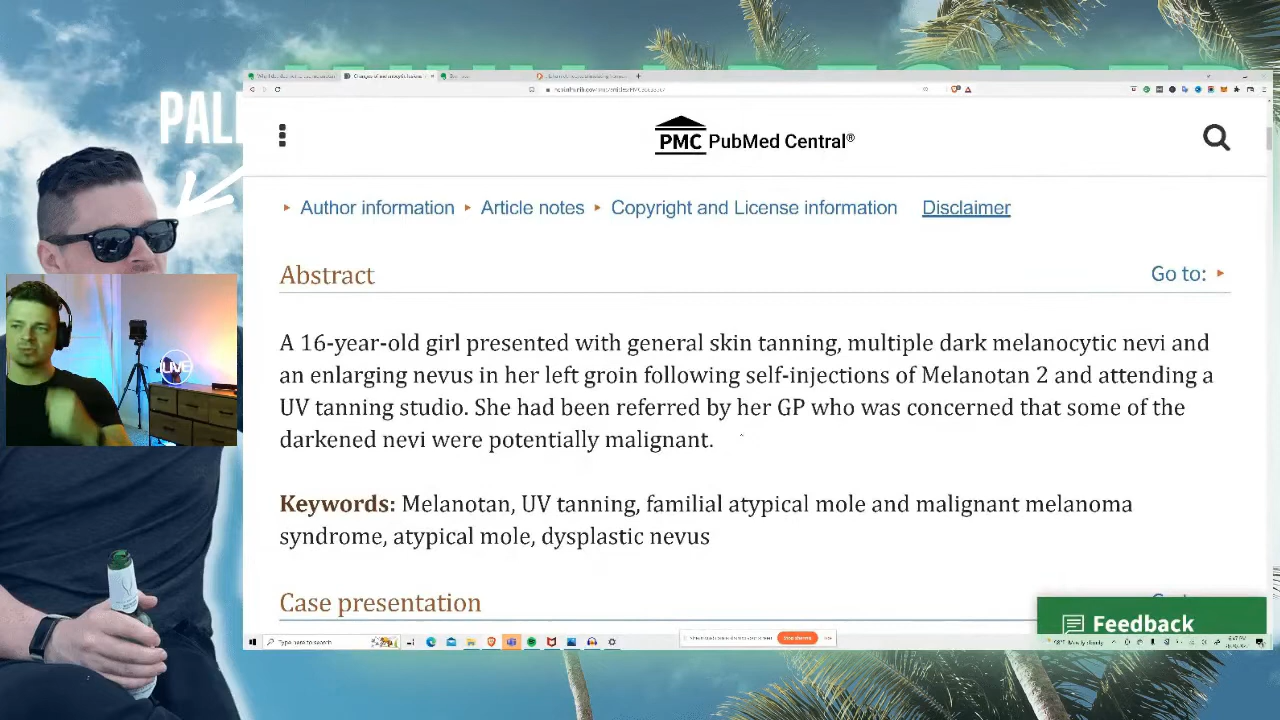 PAL
LIVE
PMC PubMed Central®
Author information
Article notes
Copyright and License information
Disclaimer
Abstract
Go to:
A 16-year-old girl presented with general skin tanning, multiple dark melanocytic nevi and
an enlarging nevus in her left groin following self-injections of Melanotan 2 and attending a
UV tanning studio. She had been referred by her GP who was concerned that some of the
darkened nevi were potentially malignant.
Keywords: Melanotan, UV tanning, familial atypical mole and malignant melanoma
syndrome, atypical mole, dysplastic nevus
Case presentation
Feedback
Type here to search